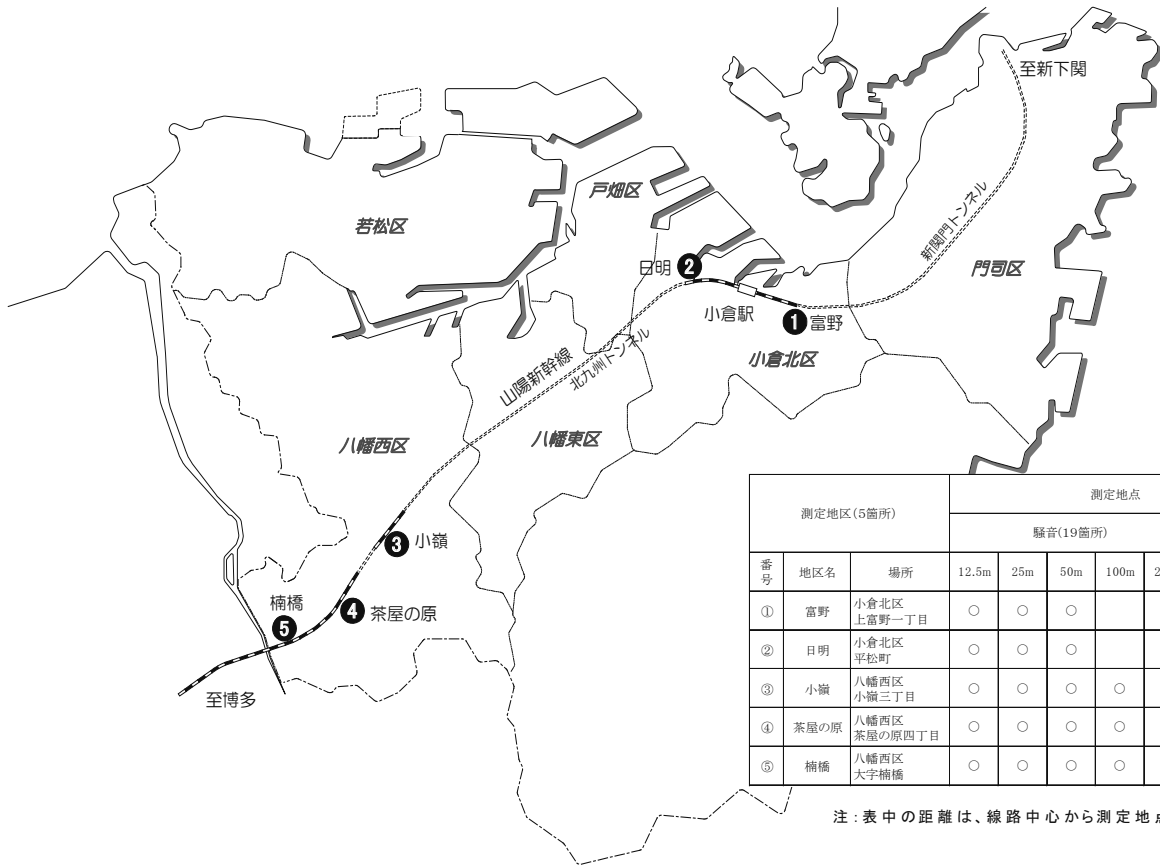 至新下関
新関門トンネル
門司区
戸畑区
若松区
日明
2
小倉駅
1
富野
小倉北区
山陽新幹線
北九州トンネル
八幡東区
八幡西区
3
小嶺
楠橋
5
4
茶屋の原
至博多
測定地区(5箇所)
測定地点
騒音(19箇所)
番号
地区名
場所
12.5m
25m
50m
100m
2
① 富野 小倉北区
上富野一丁目 ○ ○ ○
② 日明 小倉北区
平松町 ○ ○ ○
③ 小嶺 八幡西区
小嶺三丁目 ○ ○ ○ ○
④ 茶屋の原 八幡西区
茶屋の原四丁目 ○ ○ ○ ○
⑤ 楠橋 八幡西区
大字楠橋 ○ ○ ○ ○
注:表中の距離は、線路中心から測定地点